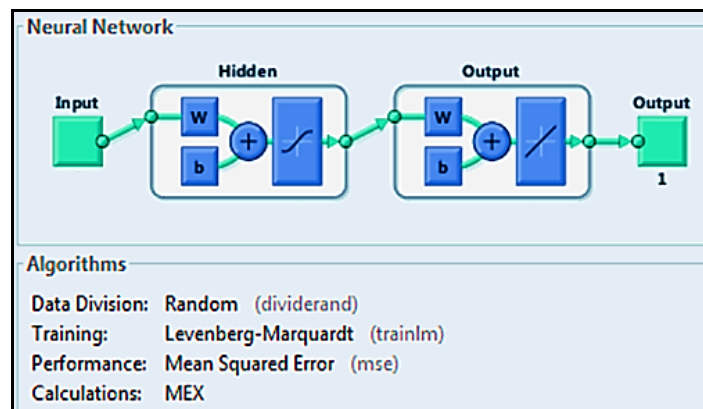 Neural Network
Hidden
Output
Input
Output
W
W
+
+
b
b
1
Algorithms
Data Division: Random (dividerand)
Training: Levenberg-Marquardt (trainlm)
Performance: Mean Squared Error (mse)
Calculations: MEX